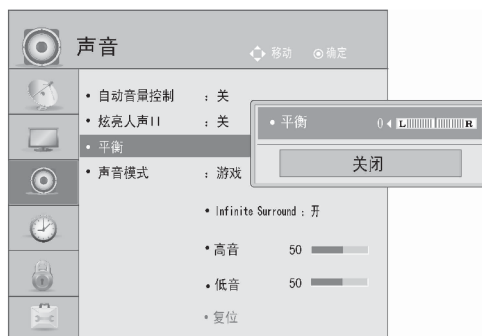 声音
移动 确定
• 自动音量控制 : 关
• 炫亮人声II : 关
• 平衡
• 平衡 0 L R
关闭
• 声音模式 : 游戏
• Infinite Surround : 开
• 高音 50
• 低音 50
• 复位